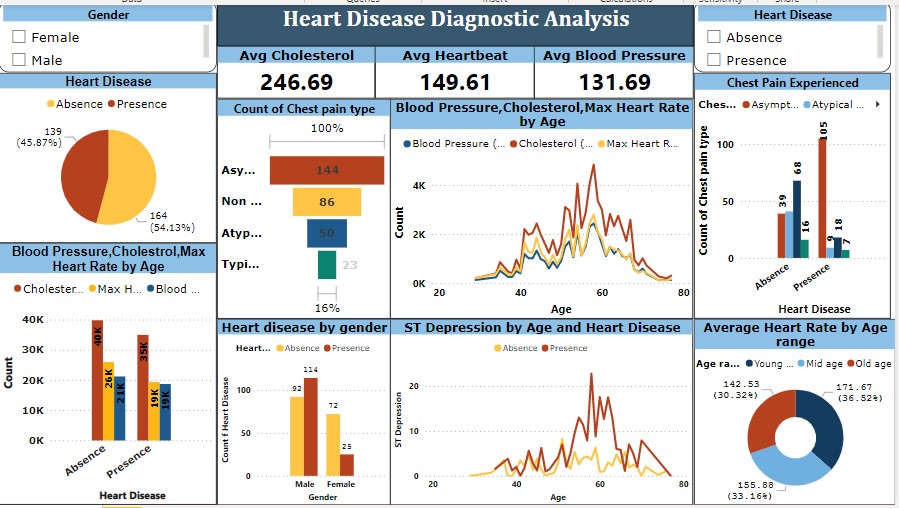 Gender
Female
Male
Heart Disease
Absence Presence
139
(45.87%)
164
(54.13%)
Blood Pressure,Cholestrol,Max
Heart Rate by Age
Cholester... Max H... Blood ...
Count
40K
30K
20K
10K
0K
40K
26K
21K
35K
19K
19K
Absence
Presence
Heart Disease
Heart Disease Diagnostic Analysis
Avg Cholesterol
246.69
Avg Heartbeat
149.61
Avg Blood Pressure
131.69
Count of Chest pain type
100%
Asy... 144
Non ... 86
Atyp... 50
Typi... 23
16%
Blood Pressure,Cholesterol,Max Heart Rate
by Age
Blood Pressure (... Cholesterol (... Max Heart R...
Count
4K
2K
0K
20 40 60 80
Age
Heart disease by gender
Heart... Absence Presence
Count f Heart Disease
100
50
0
92
114
72
25
Male Female
Gender
ST Depression by Age and Heart Disease
Absence Presence
ST Depression
20
10
0
20 40 60 80
Age
Heart Disease
Absence
Presence
Chest Pain Experienced
Ches... Asympt... Atypical ...
Count of Chest pain type
100
50
0
39
41
68
16
105
9
18
7
Absence
Presence
Heart Disease
Average Heart Rate by Age
range
Age ra... Young ... Mid age Old age
142.53
(30.32%)
171.67
(36.52%)
155.88
(33.16%)